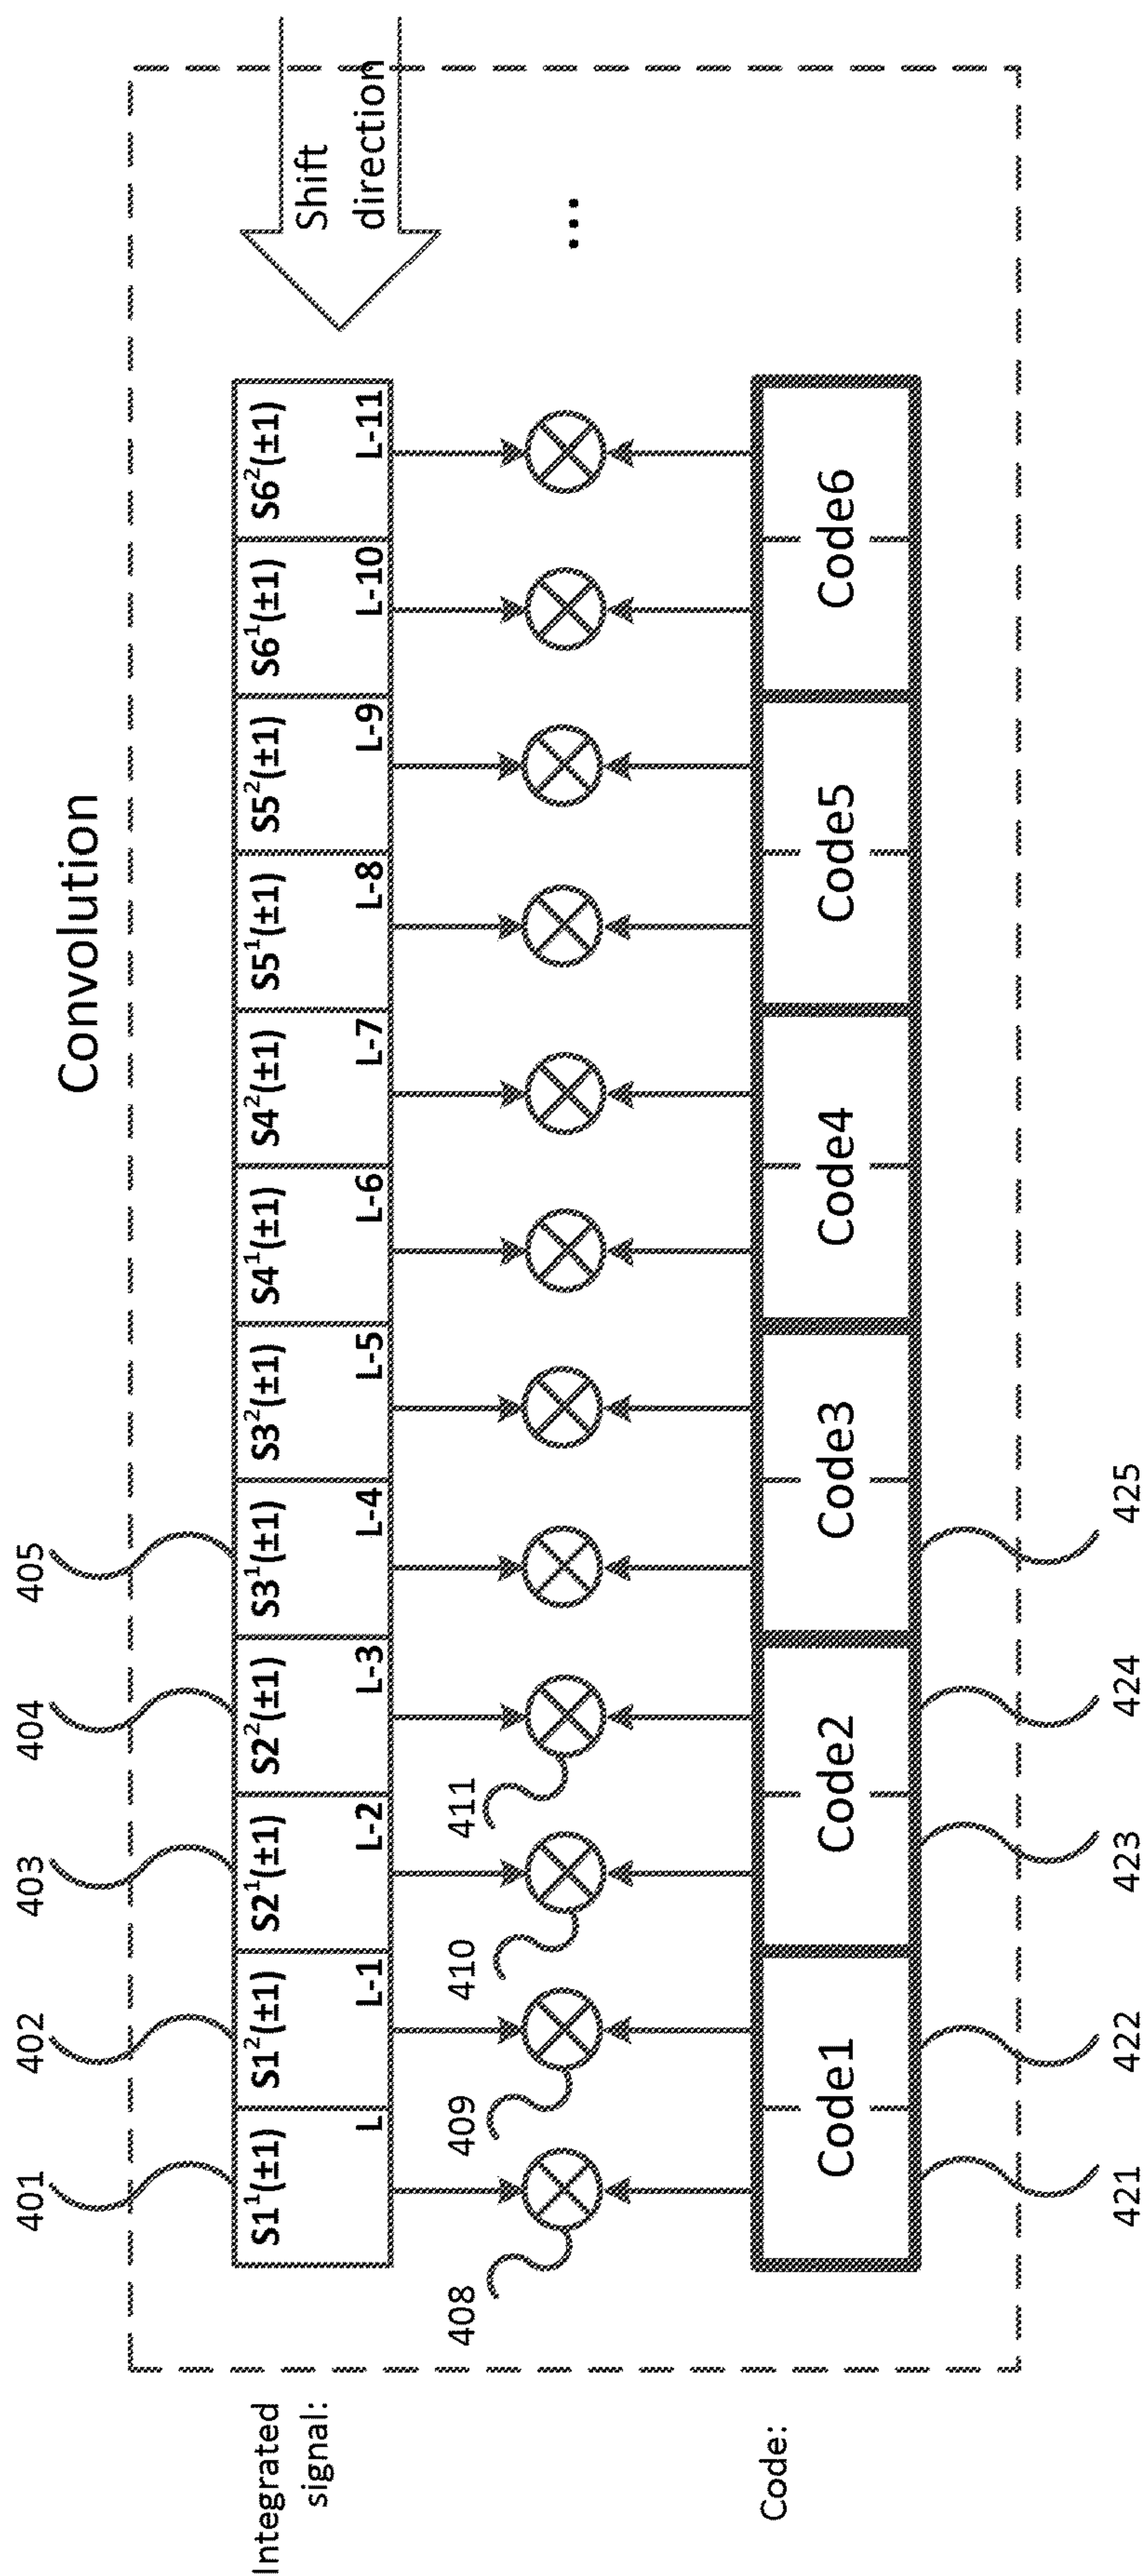 Convolution
405
404
403
402
401
Integrated
signal:
S1¹(±1)
L
S1²(±1)
L-1
S2¹(±1)
L-2
S2²(±1)
L-3
S3¹(±1)
L-4
S3²(±1)
L-5
S4¹(±1)
L-6
S4²(±1)
L-7
S5¹(±1)
L-8
S5²(±1)
L-9
S6¹(±1)
L-10
S6²(±1)
L-11
Shift
direction
408
409
410
411
...
Code:
Code1
Code2
Code3
Code4
Code5
Code6
421
422
423
424
425